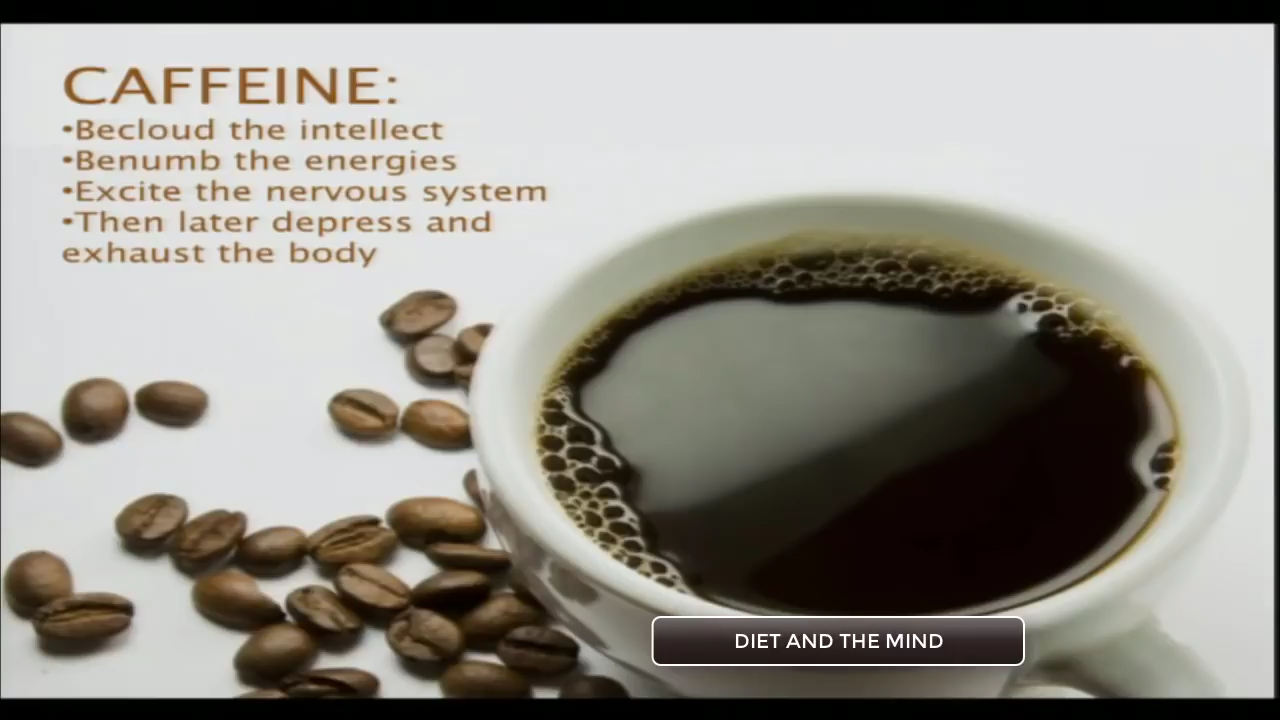 CAFFEINE:
•Becloud the intellect
•Benumb the energies
•Excite the nervous system
•Then later depress and
exhaust the body
DIET AND THE MIND